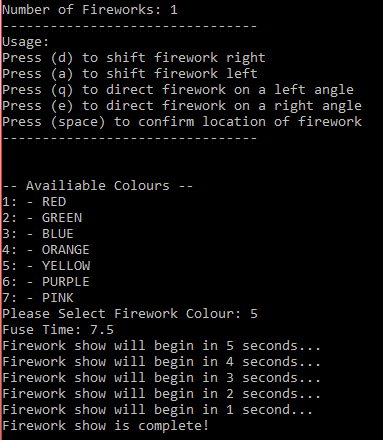 Number of Fireworks: 1
--------------------------------
Usage:
Press (d) to shift firework right
Press (a) to shift firework left
Press (q) to direct firework on a left angle
Press (e) to direct firework on a right angle
Press (space) to confirm location of firework
--------------------------------
-- Availiable Colours --
1: - RED
2: - GREEN
3: - BLUE
4: - ORANGE
5: - YELLOW
6: - PURPLE
7: - PINK
Please Select Firework Colour: 5
Fuse Time: 7.5
Firework show will begin in 5 seconds...
Firework show will begin in 4 seconds...
Firework show will begin in 3 seconds...
Firework show will begin in 2 seconds...
Firework show will begin in 1 second...
Firework show is complete!